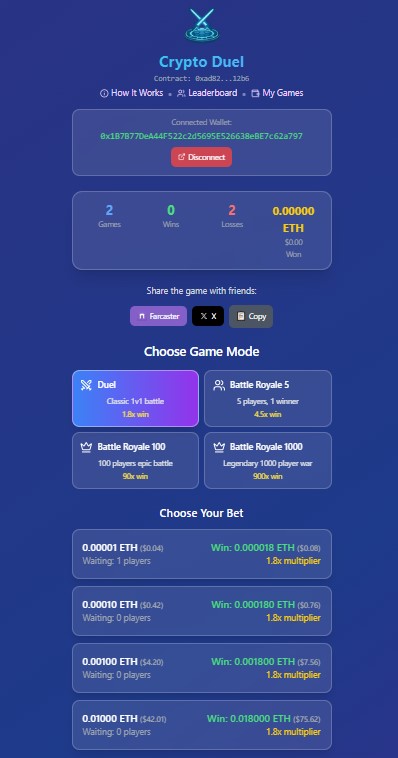 Crypto Duel
Contract: 0xad82...12b6
How It Works • Leaderboard • My Games
Connected Wallet:
0x1B7B77DeA44F522c2d5695E526638eBE7c62a797
Disconnect
2
Games
0
Wins
2
Losses
0.00000
ETH
$0.00
Won
Share the game with friends:
Farcaster
X
Copy
Choose Game Mode
Duel
Classic 1v1 battle
1.8x win
Battle Royale 5
5 players, 1 winner
4.5x win
Battle Royale 100
100 players epic battle
90x win
Battle Royale 1000
Legendary 1000 player war
900x win
Choose Your Bet
0.00001 ETH ($0.04) Win: 0.000018 ETH ($0.08)
Waiting: 1 players 1.8x multiplier
0.00010 ETH ($0.42) Win: 0.000180 ETH ($0.76)
Waiting: 0 players 1.8x multiplier
0.00100 ETH ($4.20) Win: 0.001800 ETH ($7.56)
Waiting: 0 players 1.8x multiplier
0.01000 ETH ($42.01) Win: 0.018000 ETH ($75.62)
Waiting: 0 players 1.8x multiplier